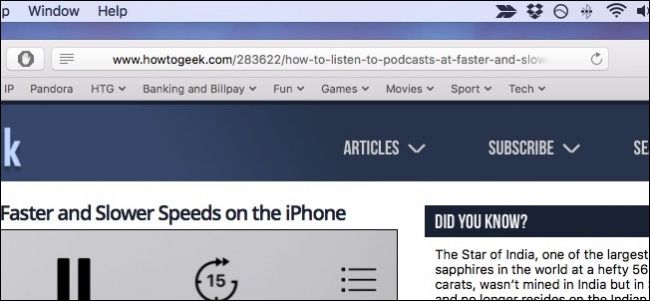 p Window Help
www.howtogeek.com/283622/how-to-listen-to-podcasts-at-faster-and-slow
IP Pandora HTG Banking and Billpay Fun Games Movies Sport Tech
k ARTICLES SUBSCRIBE SE
Faster and Slower Speeds on the iPhone
DID YOU KNOW?
The Star of India, one of the largest
sapphires in the world at a hefty 56
carats, wasn't mined in India but in S
and no longer resides on the Indian
15